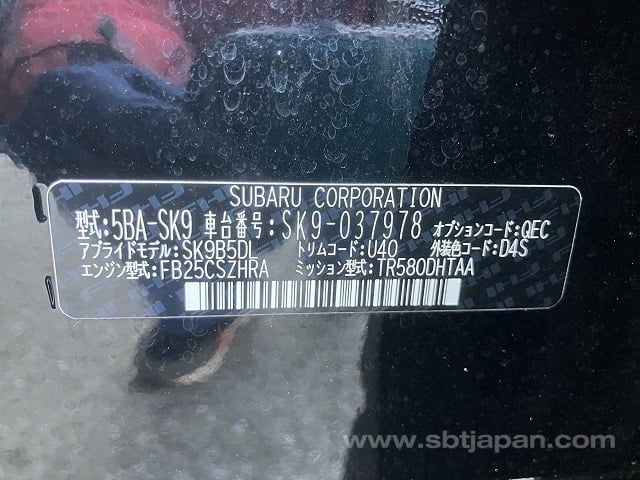 SUBARU CORPORATION
型式:5BA-SK9 車台番号:SK9-037978 オプションコード:QEC
アプライドモデル:SK9B5DL トリムコード:U40 外装色コード:D4S
エンジン型式:FB25CSZHRA ミッション型式:TR580DHTAA
www.sbtjapan.com